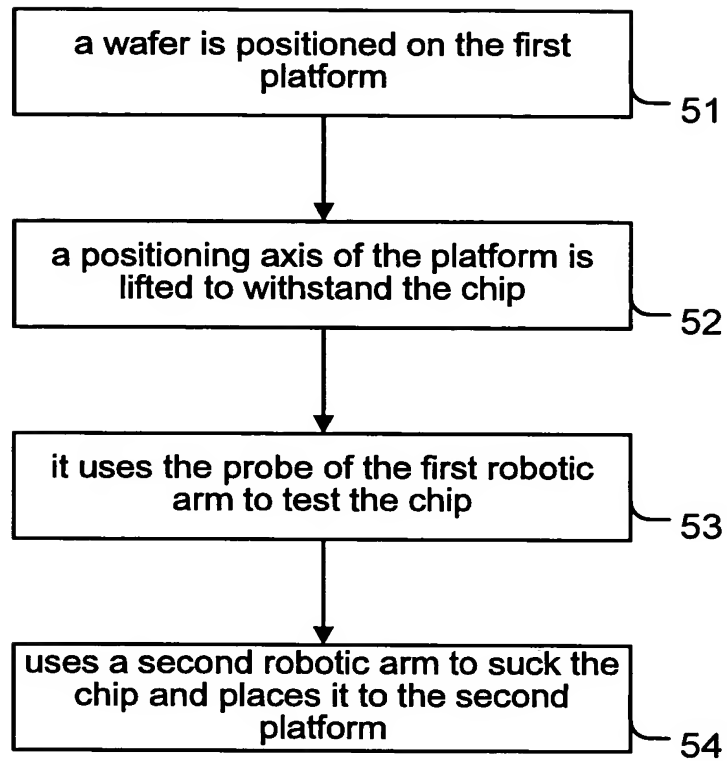 a wafer is positioned on the first
platform
51
a positioning axis of the platform is
lifted to withstand the chip
52
it uses the probe of the first robotic
arm to test the chip
53
uses a second robotic arm to suck the
chip and places it to the second
platform
54